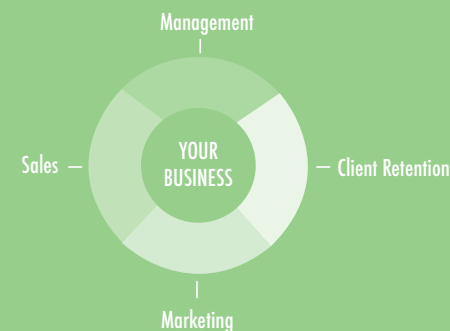 Management
Sales
YOUR
BUSINESS
Client Retention
Marketing